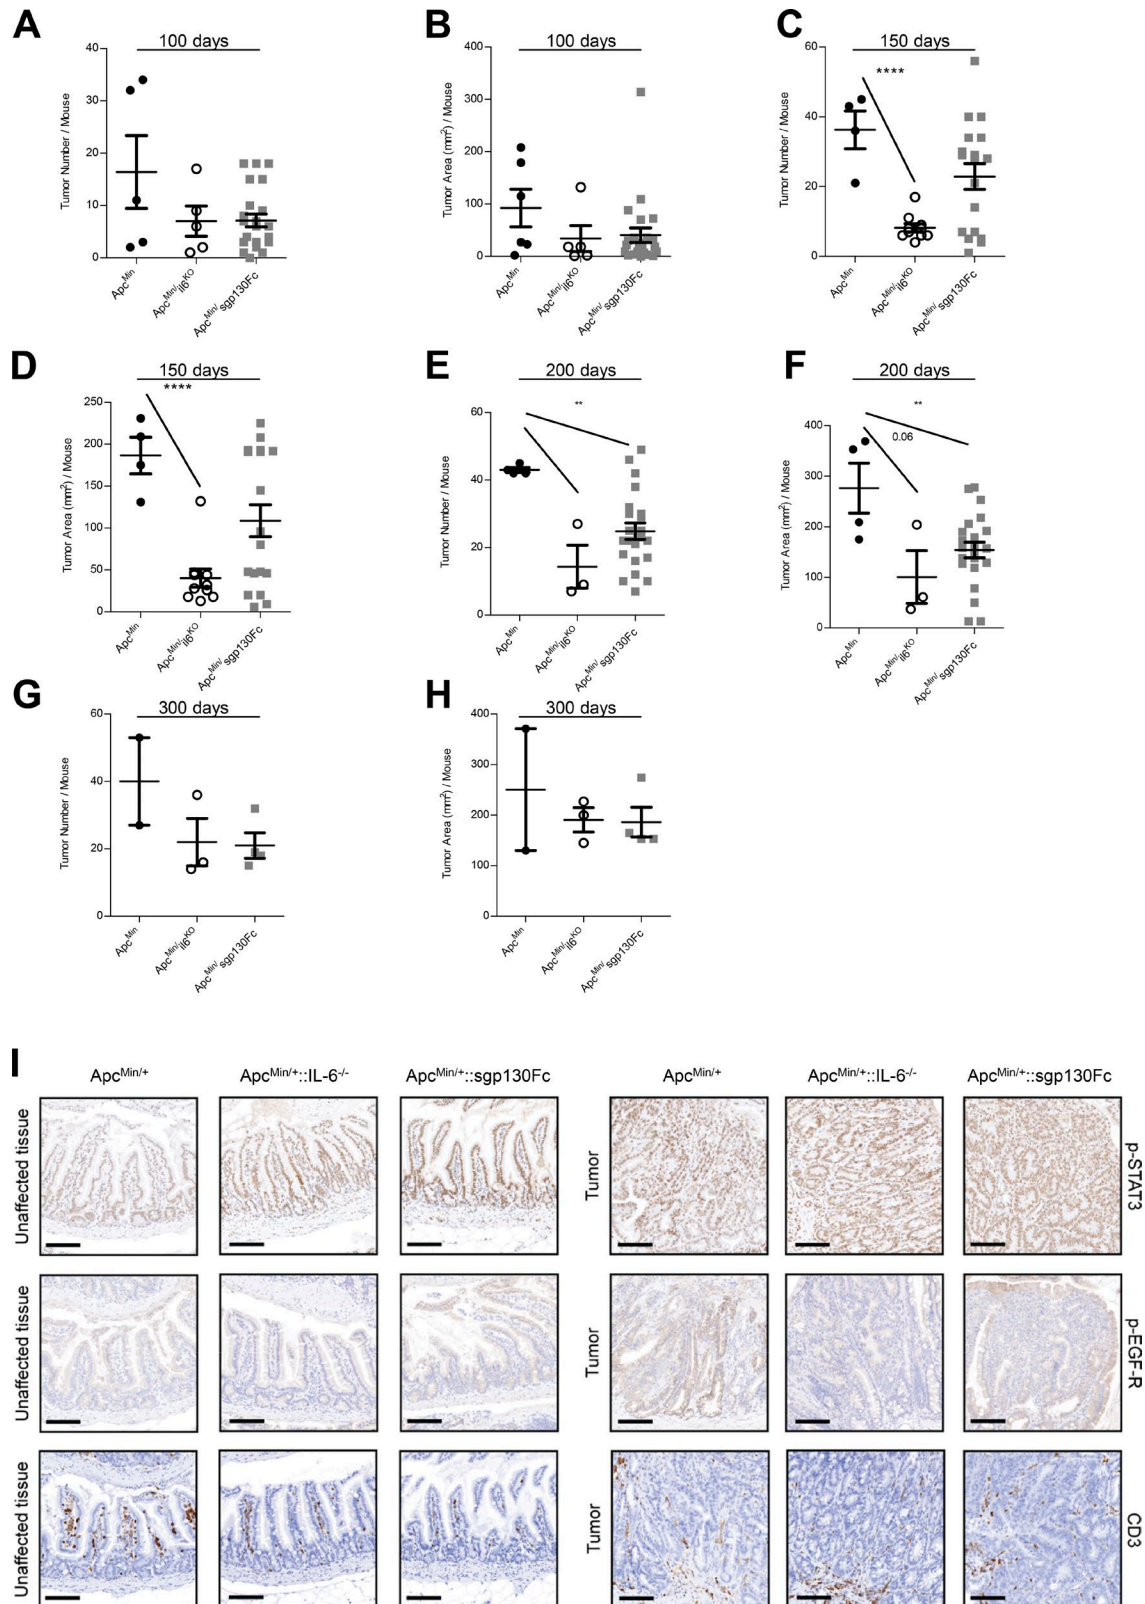 A
100 days
Tumor Number / Mouse
40
30
20
10
0
Apc^Min
Apc^Min/Il6^KO
Apc^Min/sgp130Fc
B
100 days
Tumor Area (mm²) / Mouse
400
300
200
100
0
Apc^Min
Apc^Min/Il6^KO
Apc^Min/sgp130Fc
C
150 days
****
Tumor Number / Mouse
60
40
20
0
Apc^Min
Apc^Min/Il6^KO
Apc^Min/sgp130Fc
D
150 days
****
Tumor Area (mm²) / Mouse
250
200
150
100
50
0
Apc^Min
Apc^Min/Il6^KO
Apc^Min/sgp130Fc
E
200 days
**
Tumor Number / Mouse
60
40
20
0
Apc^Min
Apc^Min/Il6^KO
Apc^Min/sgp130Fc
F
200 days
**
0.06
Tumor Area (mm²) / Mouse
400
300
200
100
0
Apc^Min
Apc^Min/Il6^KO
Apc^Min/sgp130Fc
G
300 days
Tumor Number / Mouse
60
40
20
0
Apc^Min
Apc^Min/Il6^KO
Apc^Min/sgp130Fc
H
300 days
Tumor Area (mm²) / Mouse
400
300
200
100
0
Apc^Min
Apc^Min/Il6^KO
Apc^Min/sgp130Fc
I
Apc^Min/+
Apc^Min/+::IL-6^-/-
Apc^Min/+::sgp130Fc
Apc^Min/+
Apc^Min/+::IL-6^-/-
Apc^Min/+::sgp130Fc
Unaffected tissue
Tumor
p-STAT3
Unaffected tissue
Tumor
p-EGF-R
Unaffected tissue
Tumor
CD3